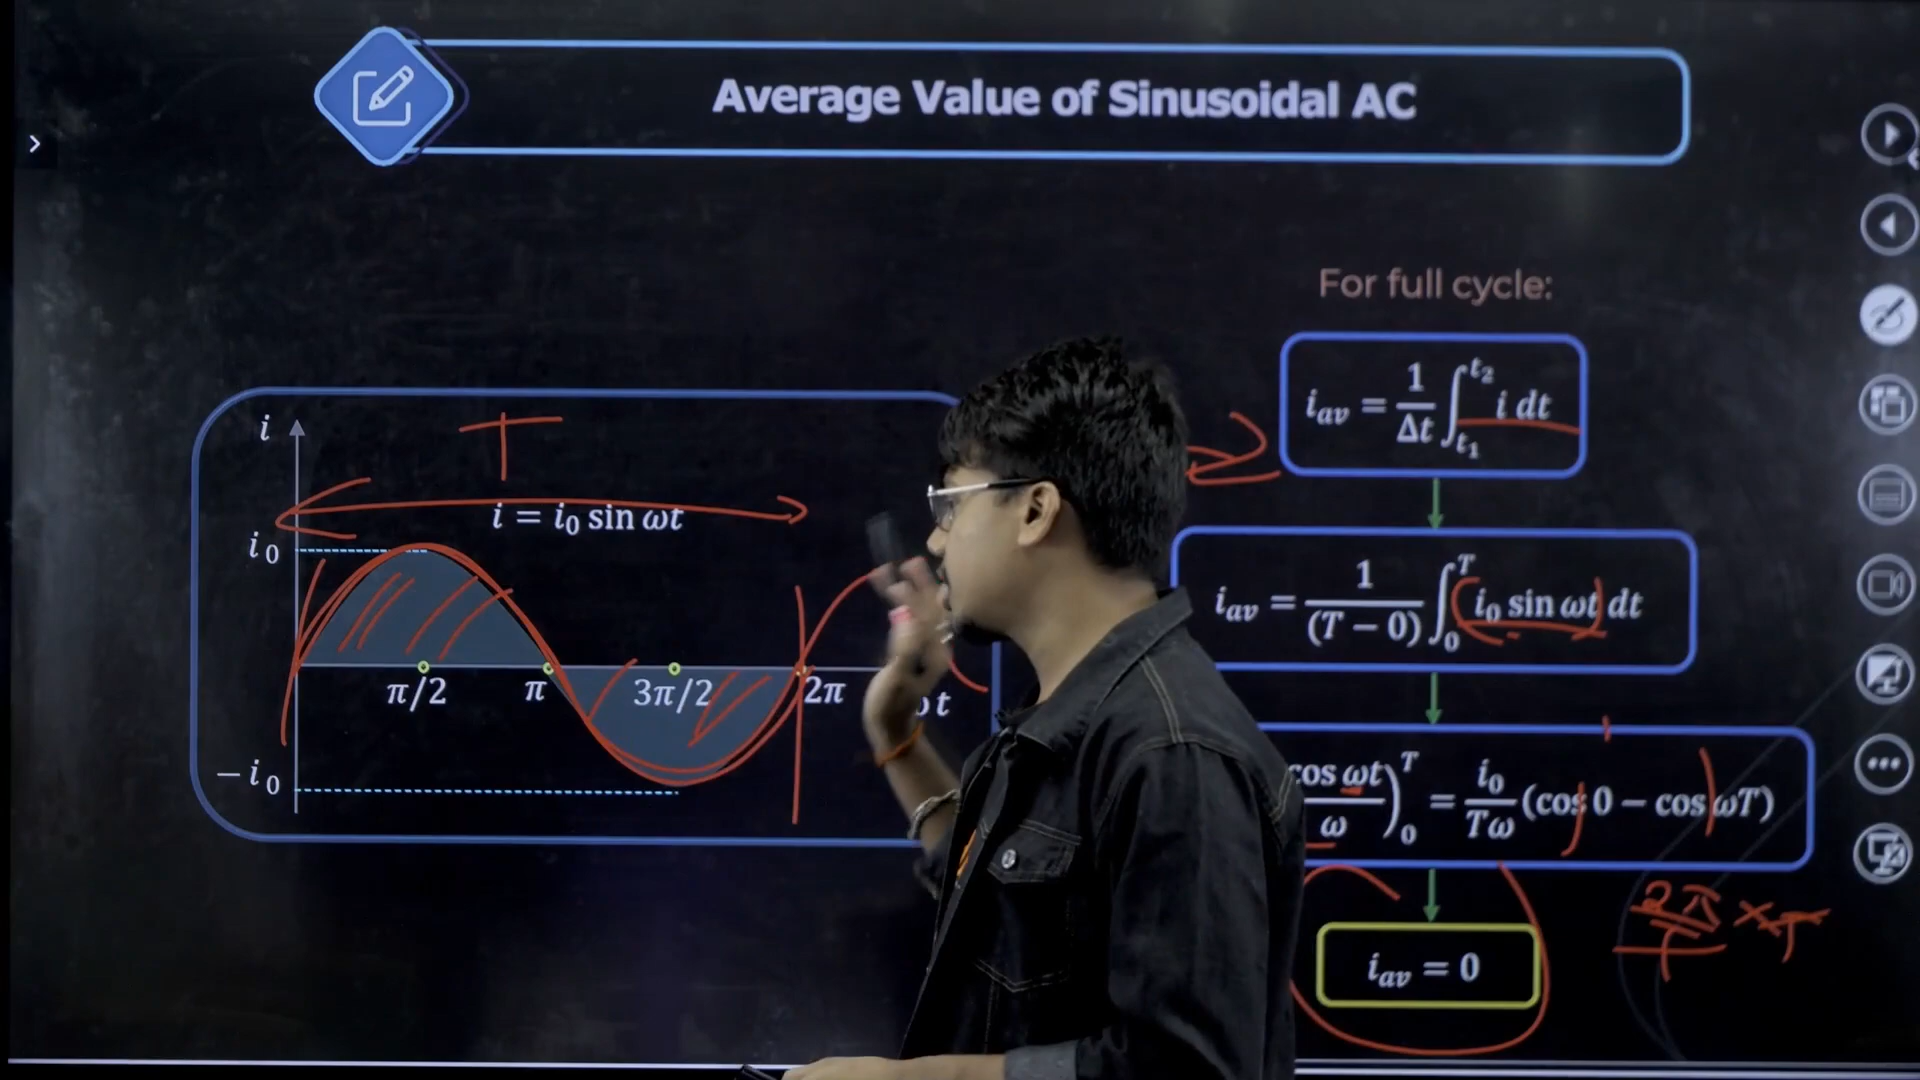 Average Value of Sinusoidal AC
For full cycle:
i_av = 1/Δt ∫_{t₁}^{t₂} i dt
T
i
i = i₀ sin ωt
i₀
π/2 π 3π/2 2π t
−i₀
i_av = 1/(T − 0) ∫₀^T (i₀ sin ωt) dt
cos ωt/ω)₀^T = i₀/Tω (cos 0 − cos ωT)
2π/T × T
i_av = 0